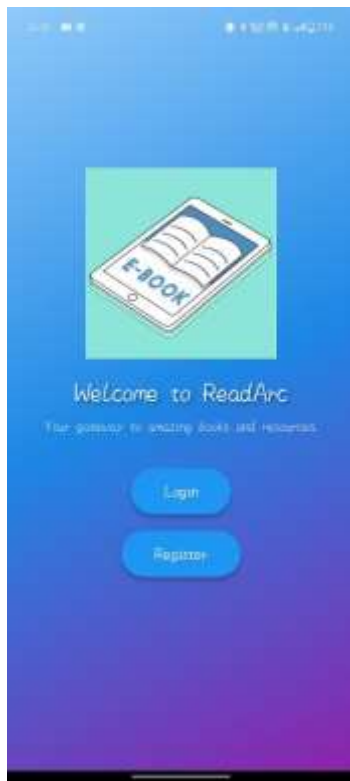 E-BOOK
Welcome to ReadArc
Your gateway to amazing books and resources
Login
Register